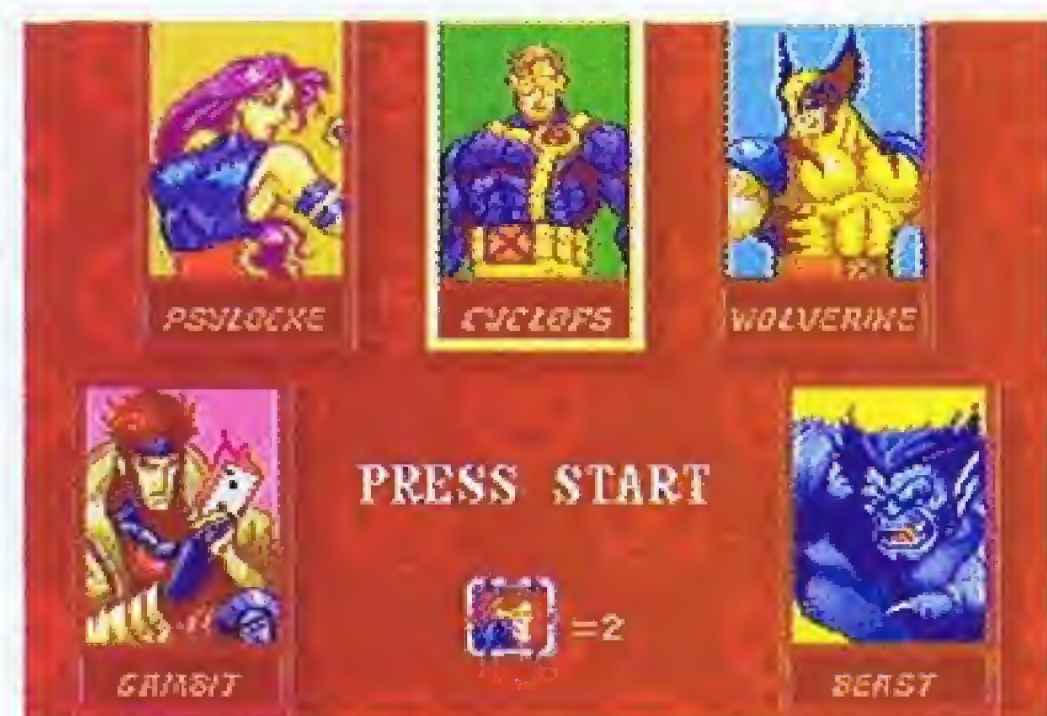 PSYLOCKE
CYCLOPS
WOLVERINE
PRESS START
=2
GAMBIT
BEAST